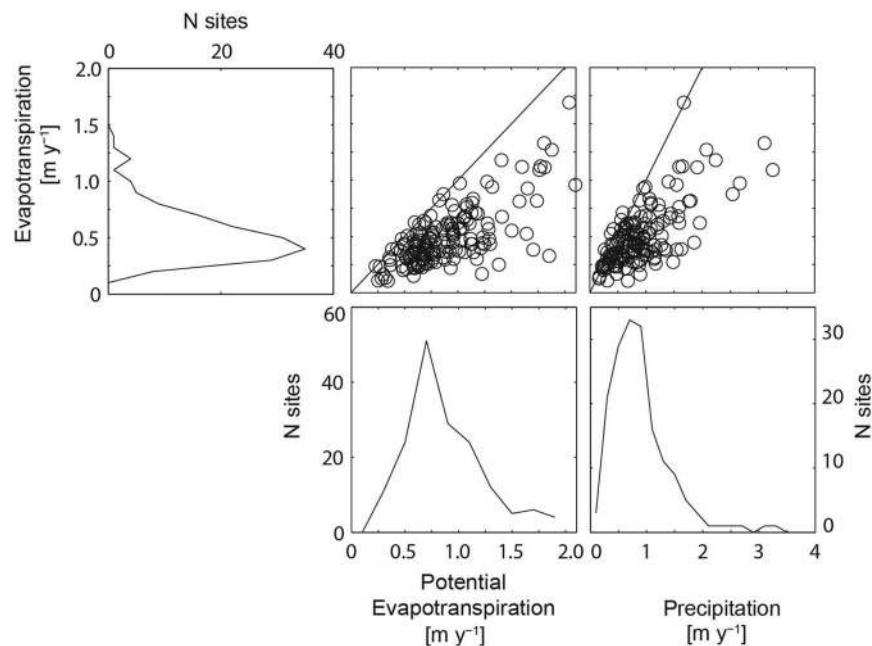 N sites
0 20 40
2.0
1.5
1.0
0.5
0
Evapotranspiration
[m y⁻¹]
60
40
20
0
N sites
30
20
10
0
N sites
0 0.5 1.0 1.5 2.0
0 1 2 3 4
Potential
Evapotranspiration
[m y⁻¹]
Precipitation
[m y⁻¹]